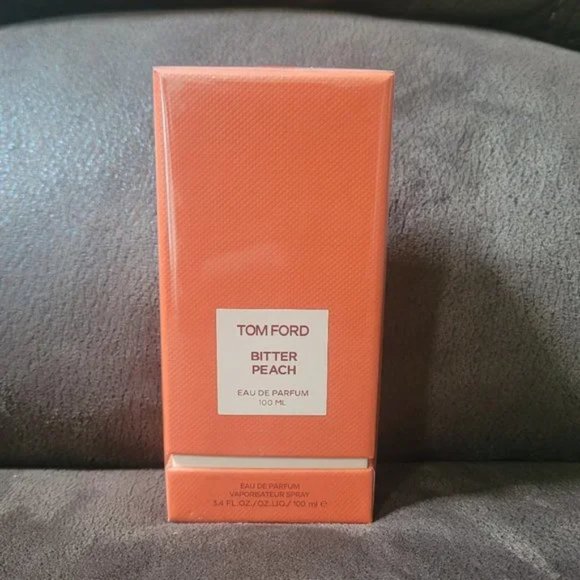 TOM FORD
BITTER
PEACH
EAU DE PARFUM
100 ML
EAU DE PARFUM
VAPORISATEUR SPRAY
3.4 FL.OZ./OZ.LIQ./100 ml ℮